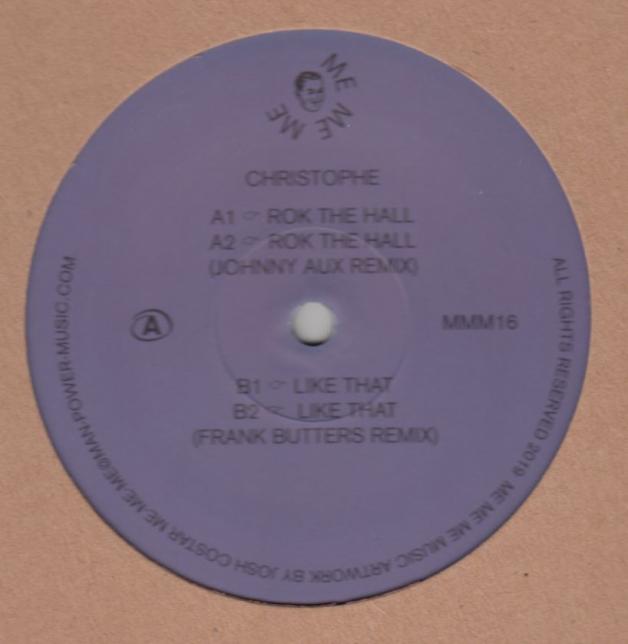 ME ME ME
CHRISTOPHE
A1 ☞ ROK THE HALL
A2 ☞ ROK THE HALL
(JOHNNY AUX REMIX)
A
MMM16
B1 ☞ LIKE THAT
B2 ☞ LIKE THAT
(FRANK BUTTERS REMIX)
ALL RIGHTS RESERVED 2019 ME ME ME MUSIC ARTWORK BY JOSH COSTAR ME-ME-ME@MAN-POWER-MUSIC.COM